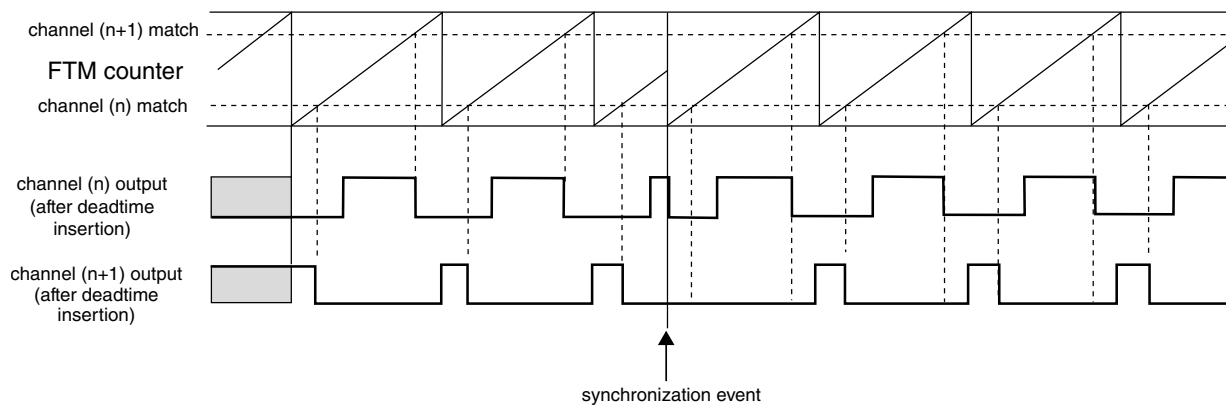 channel (n+1) match
FTM counter
channel (n) match
channel (n) output
(after deadtime
insertion)
channel (n+1) output
(after deadtime
insertion)
synchronization event